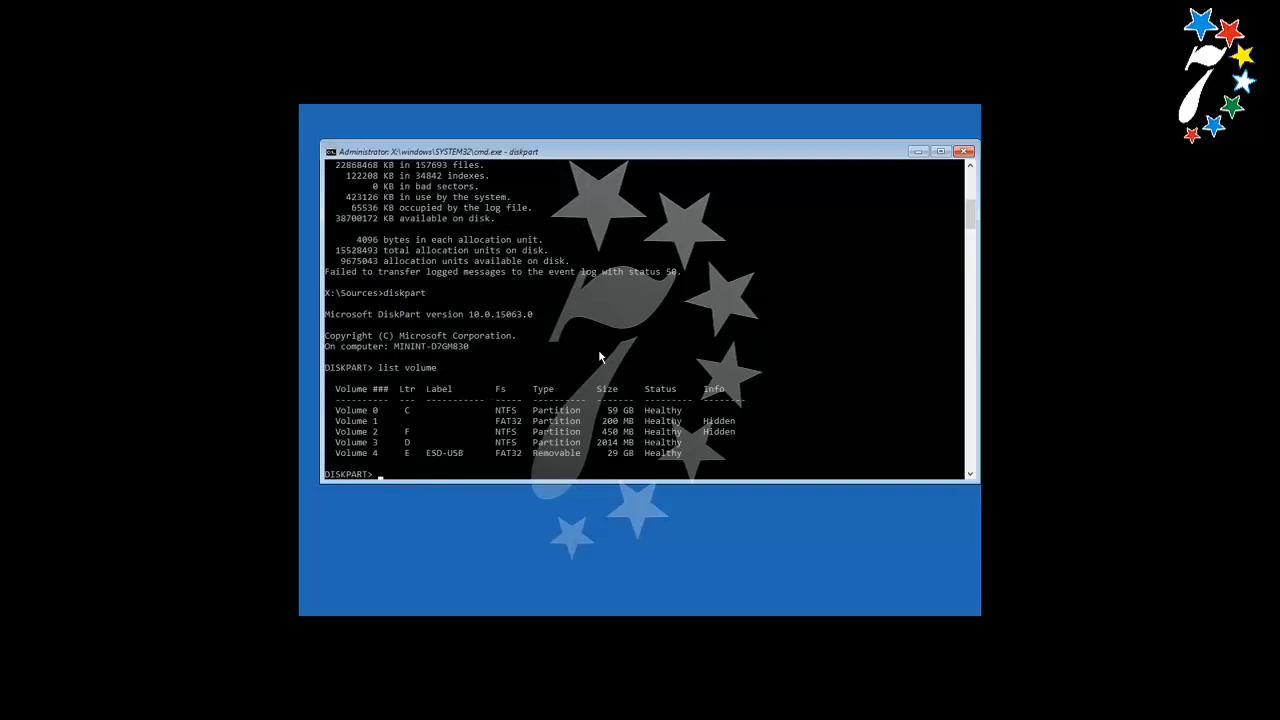 7
Administrator: X:\windows\SYSTEM32\cmd.exe - diskpart
22868468 KB in 157693 files.
122208 KB in 34842 indexes.
0 KB in bad sectors.
423126 KB in use by the system.
65536 KB occupied by the log file.
38700172 KB available on disk.
4096 bytes in each allocation unit.
15528493 total allocation units on disk.
9675043 allocation units available on disk.
Failed to transfer logged messages to the event log with status 50.
X:\Sources>diskpart
Microsoft DiskPart version 10.0.15063.0
Copyright (C) Microsoft Corporation.
On computer: MININT-D7GM830
DISKPART> list volume
Volume ### Ltr Label Fs Type Size Status Info
---------- --- ----------- ----- ---------- ------- --------- --------
Volume 0 C NTFS Partition 59 GB Healthy
Volume 1 FAT32 Partition 200 MB Healthy Hidden
Volume 2 F NTFS Partition 450 MB Healthy Hidden
Volume 3 D NTFS Partition 2014 MB Healthy
Volume 4 E ESD-USB FAT32 Removable 29 GB Healthy
DISKPART>
7